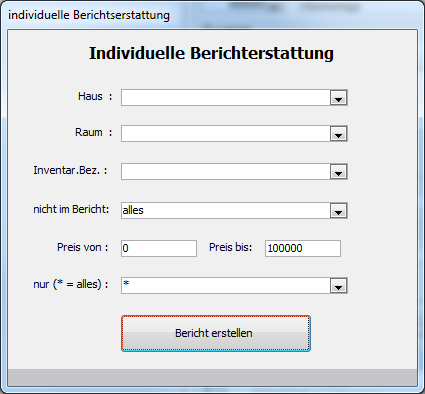 individuelle Berichtserstattung
Individuelle Berichterstattung
Haus :
Raum :
Inventar.Bez. :
nicht im Bericht: alles
Preis von : 0 Preis bis: 100000
nur (* = alles) : *
Bericht erstellen